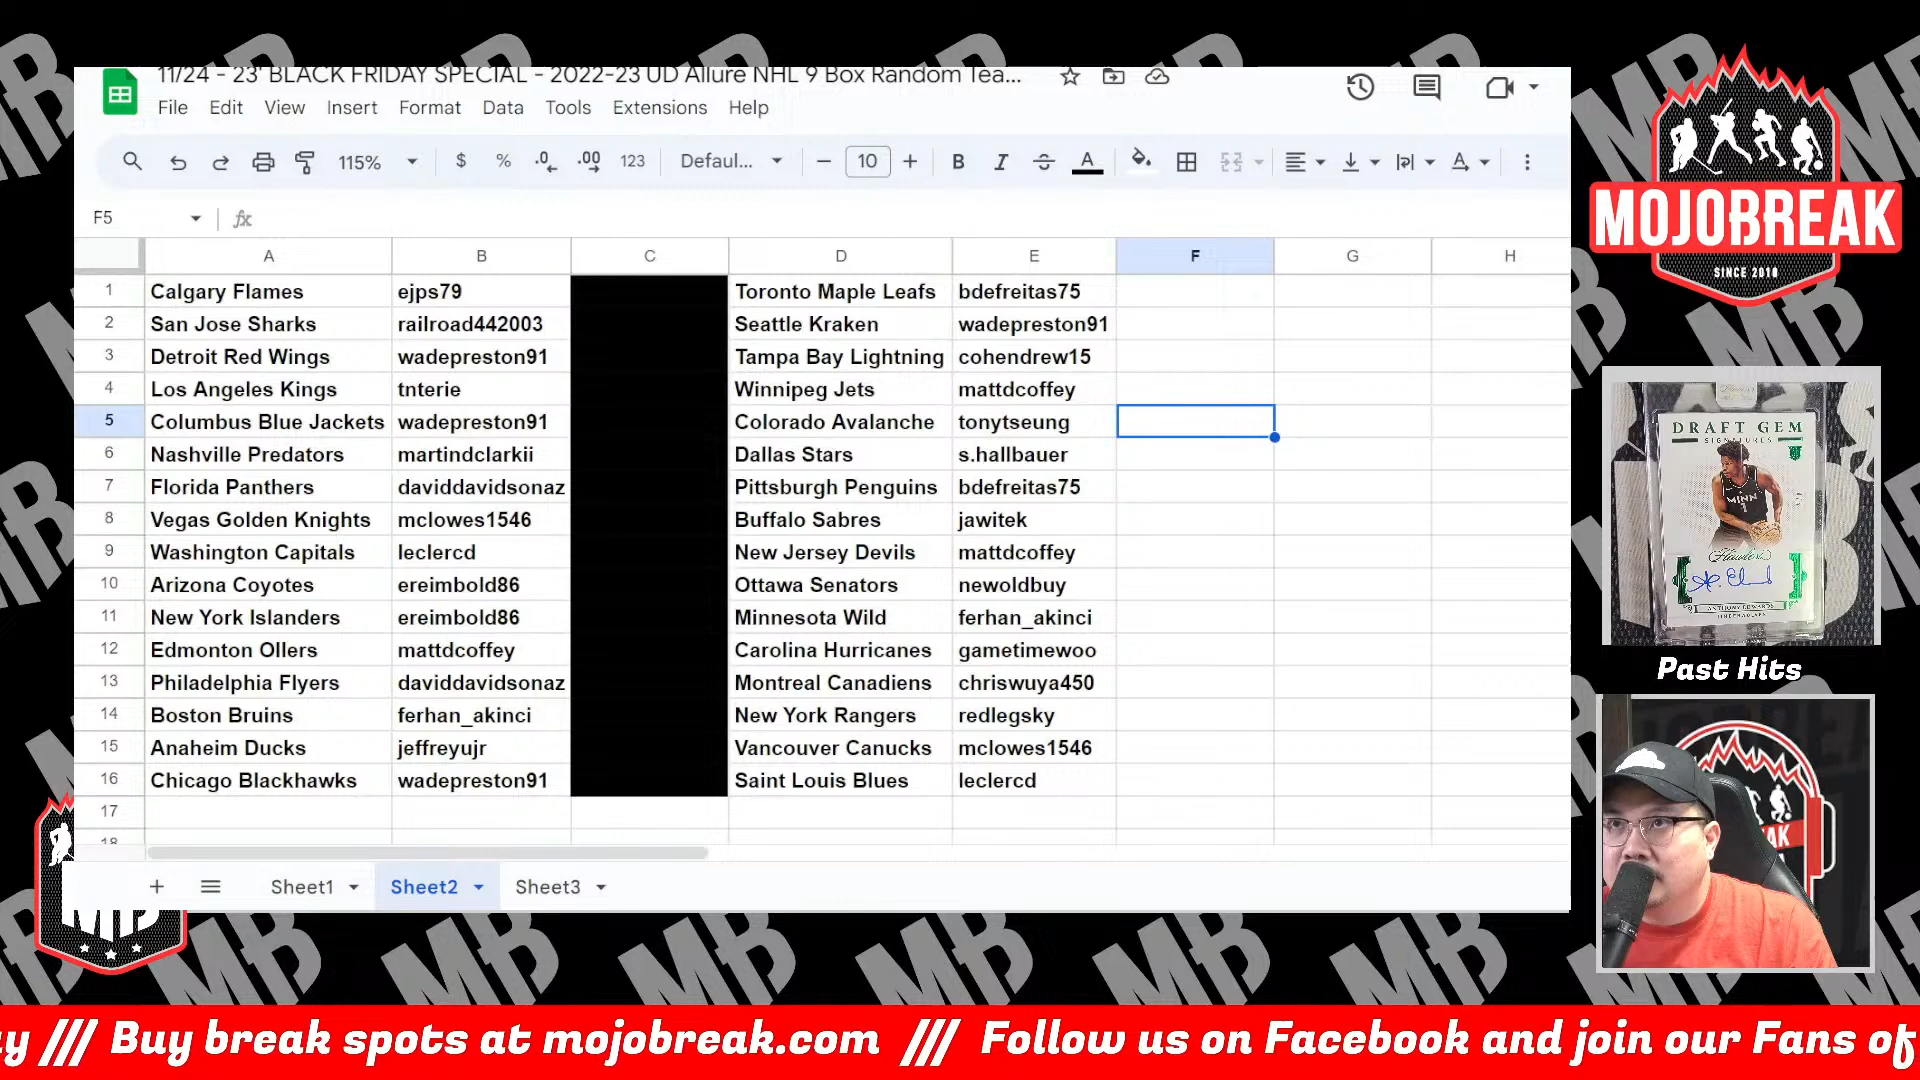 11/24 - 23' BLACK FRIDAY SPECIAL - 2022-23 UD Allure NHL 9 Box Random Tea...
File Edit View Insert Format Data Tools Extensions Help
115% $ % .0 .00 123 Defaul... 10 B I A
F5 fx
A B C D E F G H
1 Calgary Flames ejps79 Toronto Maple Leafs bdefreitas75
2 San Jose Sharks railroad442003 Seattle Kraken wadepreston91
3 Detroit Red Wings wadepreston91 Tampa Bay Lightning cohendrew15
4 Los Angeles Kings tnterie Winnipeg Jets mattdcoffey
5 Columbus Blue Jackets wadepreston91 Colorado Avalanche tonytseung
6 Nashville Predators martindclarkii Dallas Stars s.hallbauer
7 Florida Panthers daviddavidsonaz Pittsburgh Penguins bdefreitas75
8 Vegas Golden Knights mclowes1546 Buffalo Sabres jawitek
9 Washington Capitals leclercd New Jersey Devils mattdcoffey
10 Arizona Coyotes ereimbold86 Ottawa Senators newoldbuy
11 New York Islanders ereimbold86 Minnesota Wild ferhan_akinci
12 Edmonton OIlers mattdcoffey Carolina Hurricanes gametimewoo
13 Philadelphia Flyers daviddavidsonaz Montreal Canadiens chriswuya450
14 Boston Bruins ferhan_akinci New York Rangers redlegsky
15 Anaheim Ducks jeffreyujr Vancouver Canucks mclowes1546
16 Chicago Blackhawks wadepreston91 Saint Louis Blues leclercd
17
18
Sheet1 Sheet2 Sheet3
MOJOBREAK
SINCE 2010
DRAFT GEM
SIGNATURES
MINN
1
Flawless
ANTHONY EDWARDS
Past Hits
MB
y /// Buy break spots at mojobreak.com /// Follow us on Facebook and join our Fans of